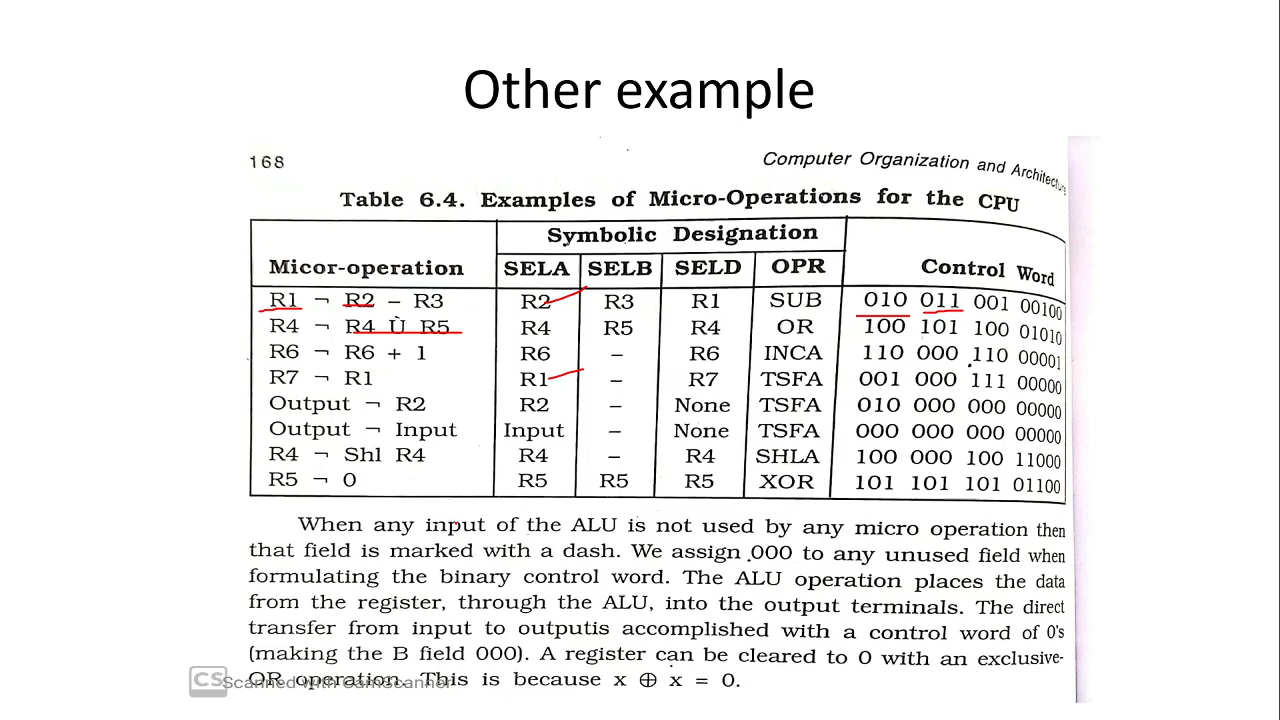 Other example
168 Computer Organization and Architecture
Table 6.4. Examples of Micro-Operations for the CPU
Symbolic Designation
Micor-operation SELA SELB SELD OPR Control Word
R1 ¬ R2 – R3 R2 R3 R1 SUB 010 011 001 00100
R4 ¬ R4 Ù R5 R4 R5 R4 OR 100 101 100 01010
R6 ¬ R6 + 1 R6 – R6 INCA 110 000 110 00001
R7 ¬ R1 R1 – R7 TSFA 001 000 111 00000
Output ¬ R2 R2 – None TSFA 010 000 000 00000
Output ¬ Input Input – None TSFA 000 000 000 00000
R4 ¬ Shl R4 R4 – R4 SHLA 100 000 100 11000
R5 ¬ 0 R5 R5 R5 XOR 101 101 101 01100
When any input of the ALU is not used by any micro operation then
that field is marked with a dash. We assign 000 to any unused field when
formulating the binary control word. The ALU operation places the data
from the register, through the ALU, into the output terminals. The direct
transfer from input to outputis accomplished with a control word of 0's
(making the B field 000). A register can be cleared to 0 with an exclusive-
OR operation. This is because x ⊕ x = 0.
CS Scanned with CamScanner